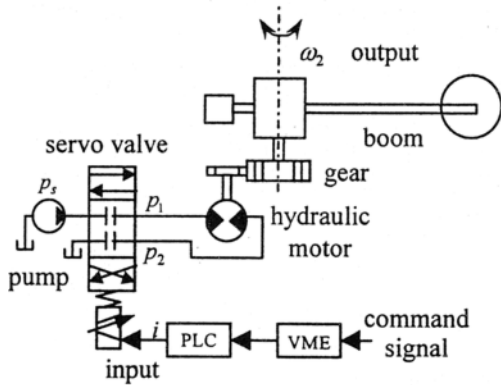 ω₂ output
boom
servo valve
gear
pₛ
p₁
hydraulic
motor
p₂
pump
i
PLC
VME
command
signal
input